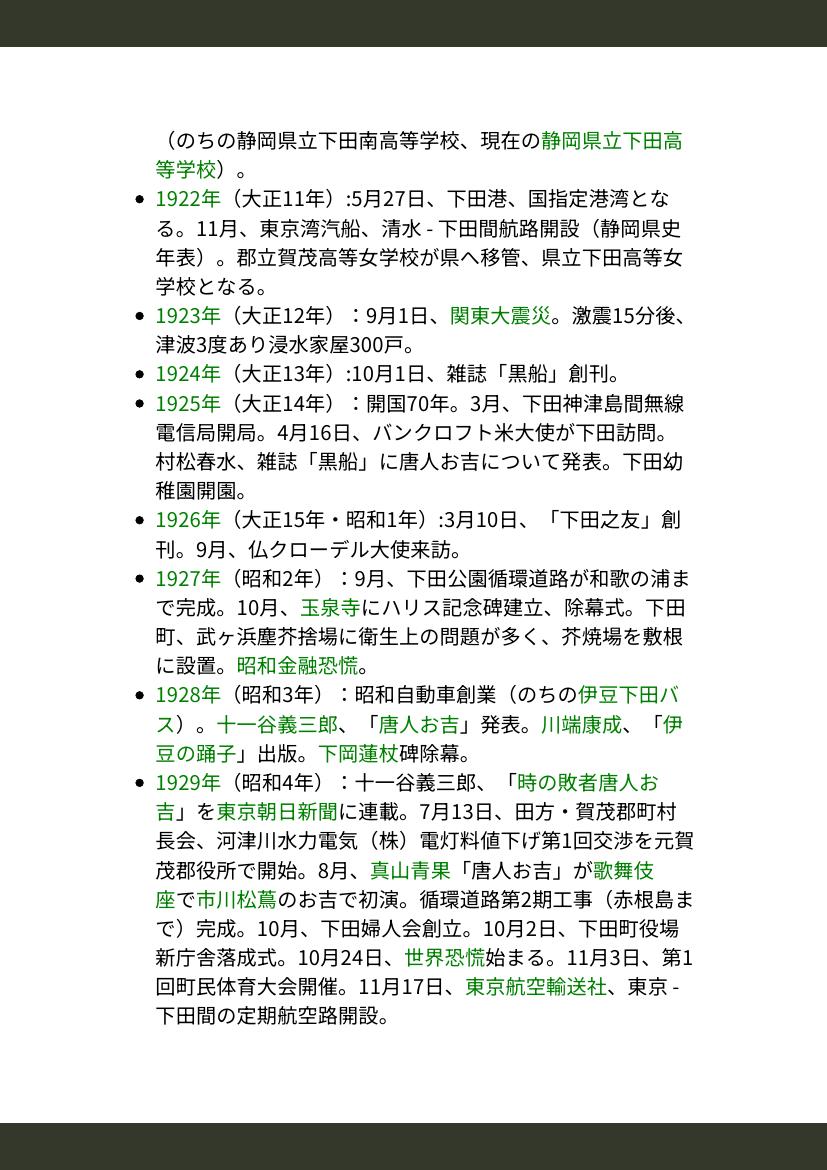 （のちの静岡県立下田南高等学校、現在の静岡県立下田高
等学校）。
• 1922年（大正11年）:5月27日、下田港、国指定港湾とな
る。11月、東京湾汽船、清水 - 下田間航路開設（静岡県史
年表）。郡立賀茂高等女学校が県へ移管、県立下田高等女
学校となる。
• 1923年（大正12年）：9月1日、関東大震災。激震15分後、
津波3度あり浸水家屋300戸。
• 1924年（大正13年）:10月1日、雑誌「黒船」創刊。
• 1925年（大正14年）：開国70年。3月、下田神津島間無線
電信局開局。4月16日、バンクロフト米大使が下田訪問。
村松春水、雑誌「黒船」に唐人お吉について発表。下田幼
稚園開園。
• 1926年（大正15年・昭和1年）:3月10日、「下田之友」創
刊。9月、仏クローデル大使来訪。
• 1927年（昭和2年）：9月、下田公園循環道路が和歌の浦ま
で完成。10月、玉泉寺にハリス記念碑建立、除幕式。下田
町、武ヶ浜塵芥捨場に衛生上の問題が多く、芥焼場を敷根
に設置。昭和金融恐慌。
• 1928年（昭和3年）：昭和自動車創業（のちの伊豆下田バ
ス）。十一谷義三郎、「唐人お吉」発表。川端康成、「伊
豆の踊子」出版。下岡蓮杖碑除幕。
• 1929年（昭和4年）：十一谷義三郎、「時の敗者唐人お
吉」を東京朝日新聞に連載。7月13日、田方・賀茂郡町村
長会、河津川水力電気（株）電灯料値下げ第1回交渉を元賀
茂郡役所で開始。8月、真山青果「唐人お吉」が歌舞伎
座で市川松蔦のお吉で初演。循環道路第2期工事（赤根島ま
で）完成。10月、下田婦人会創立。10月2日、下田町役場
新庁舎落成式。10月24日、世界恐慌始まる。11月3日、第1
回町民体育大会開催。11月17日、東京航空輸送社、東京 -
下田間の定期航空路開設。